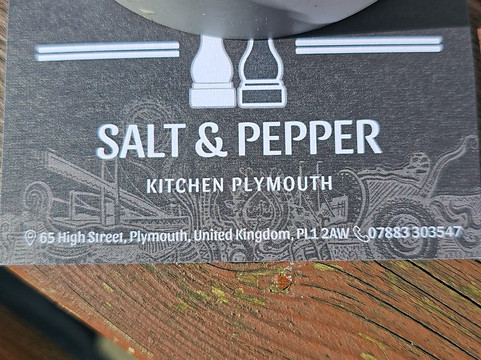 SALT & PEPPER
KITCHEN PLYMOUTH
65 High Street, Plymouth, United Kingdom, PL1 2AW 07883 303547